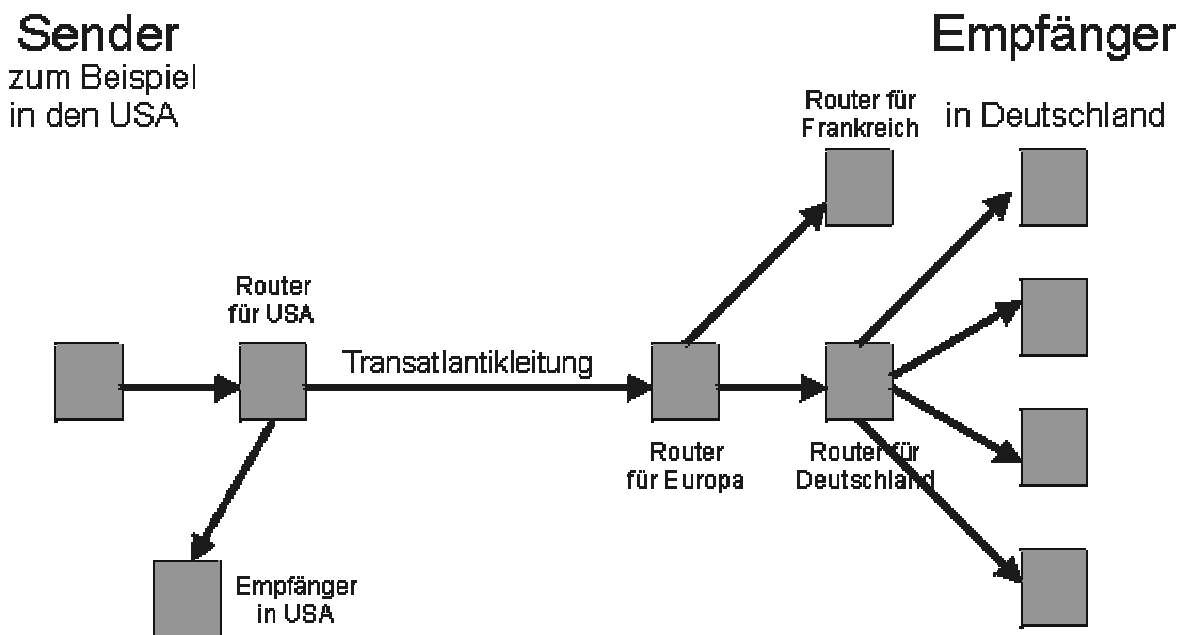 Sender
zum Beispiel
in den USA
Empfänger
in Deutschland
Router für
Frankreich
Router
für USA
Transatlantikleitung
Router
für Europa
Router für
Deutschland
Empfänger
in USA